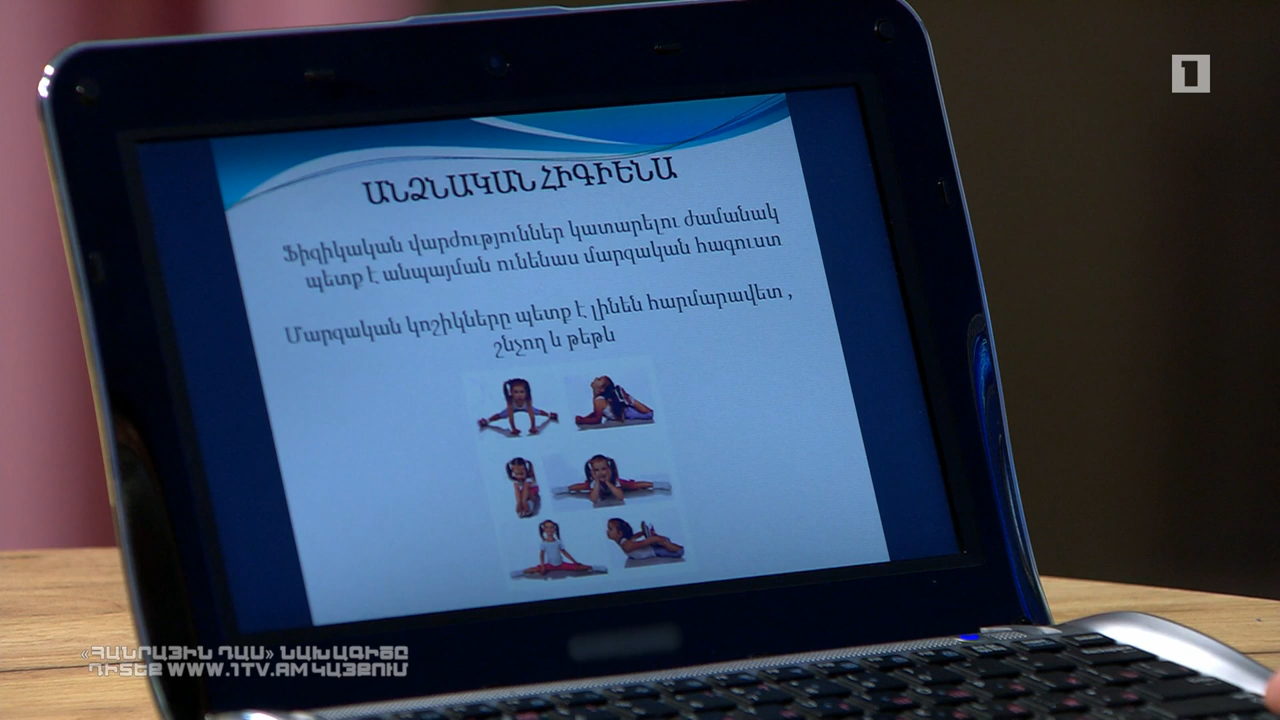 1
ԱՆՁՆԱԿԱՆ ՀԻԳԻԵՆԱ
Ֆիզիկական վարժություններ կատարելու ժամանակ
պետք է անպայման ունենաս մարզական հագուստ
Մարզական կոշիկները պետք է լինեն հարմարավետ ,
շնչող և թեթև
«ՀԱՆՐԱՅԻՆ ԴԱՍ» ՆԱԽԱԳԻԾԸ
ԴԻՏԵՔ WWW.1TV.AM ԿԱՅՔՈՒՄ